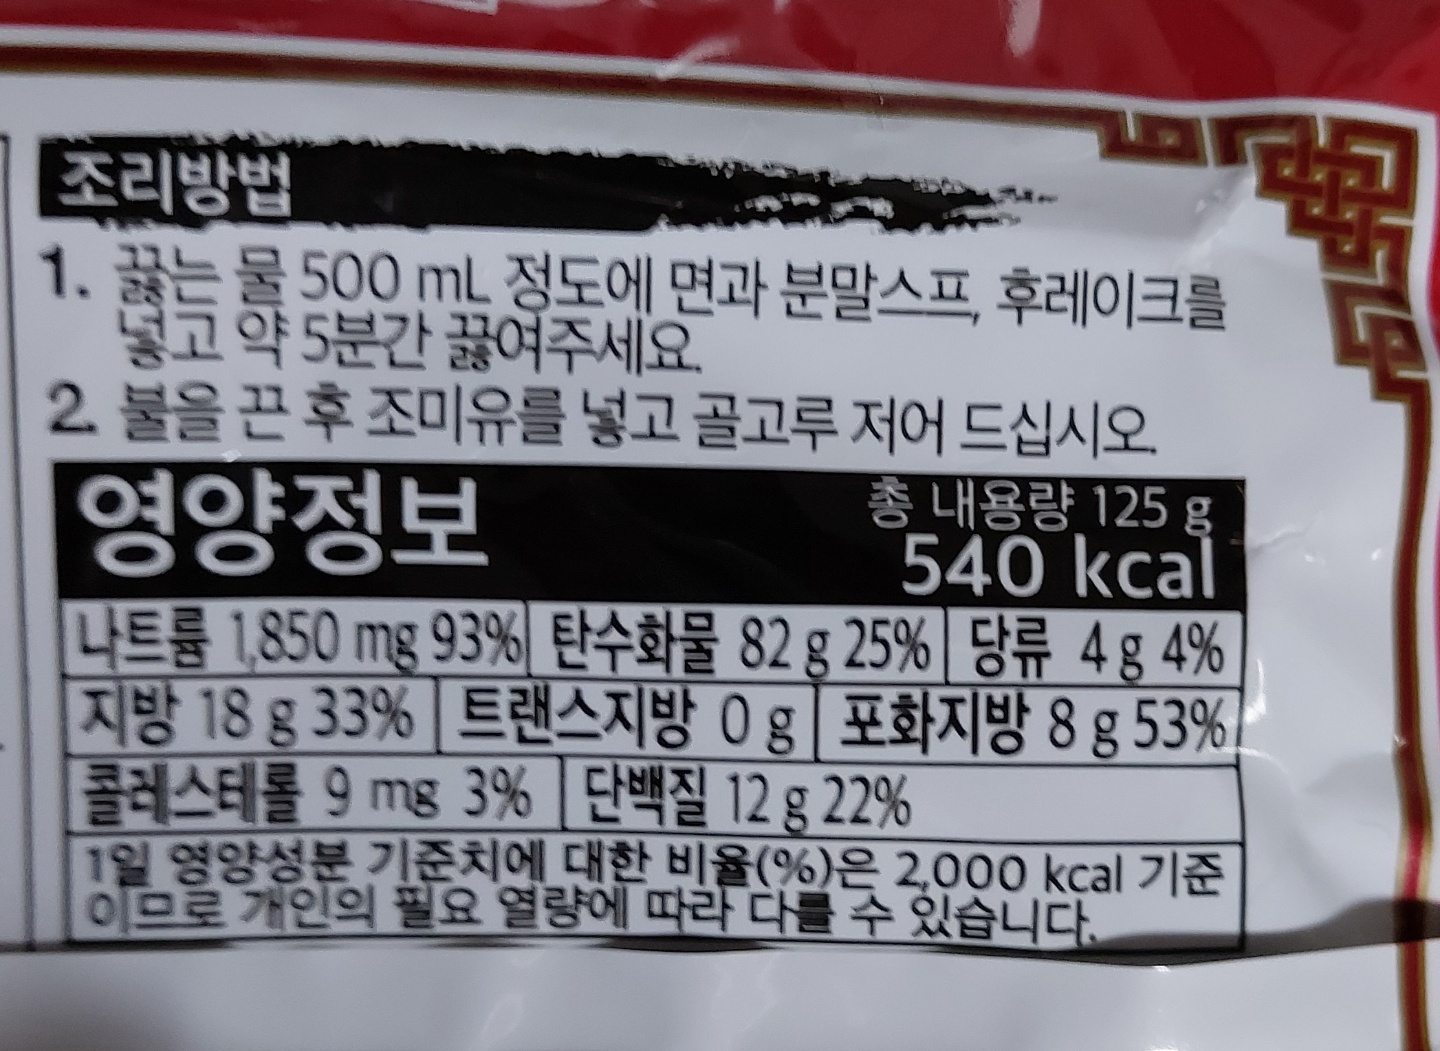 조리방법
1. 끓는 물 500 mL 정도에 면과 분말스프, 후레이크를
넣고 약 5분간 끓여주세요.
2. 불을 끈 후 조미유를 넣고 골고루 저어 드십시오.
영양정보 총 내용량 125 g
540 kcal
나트륨 1,850 mg 93% 탄수화물 82 g 25% 당류 4 g 4%
지방 18 g 33% 트랜스지방 0 g 포화지방 8 g 53%
콜레스테롤 9 mg 3% 단백질 12 g 22%
1일 영양성분 기준치에 대한 비율(%)은 2,000 kcal 기준
이므로 개인의 필요 열량에 따라 다를 수 있습니다.